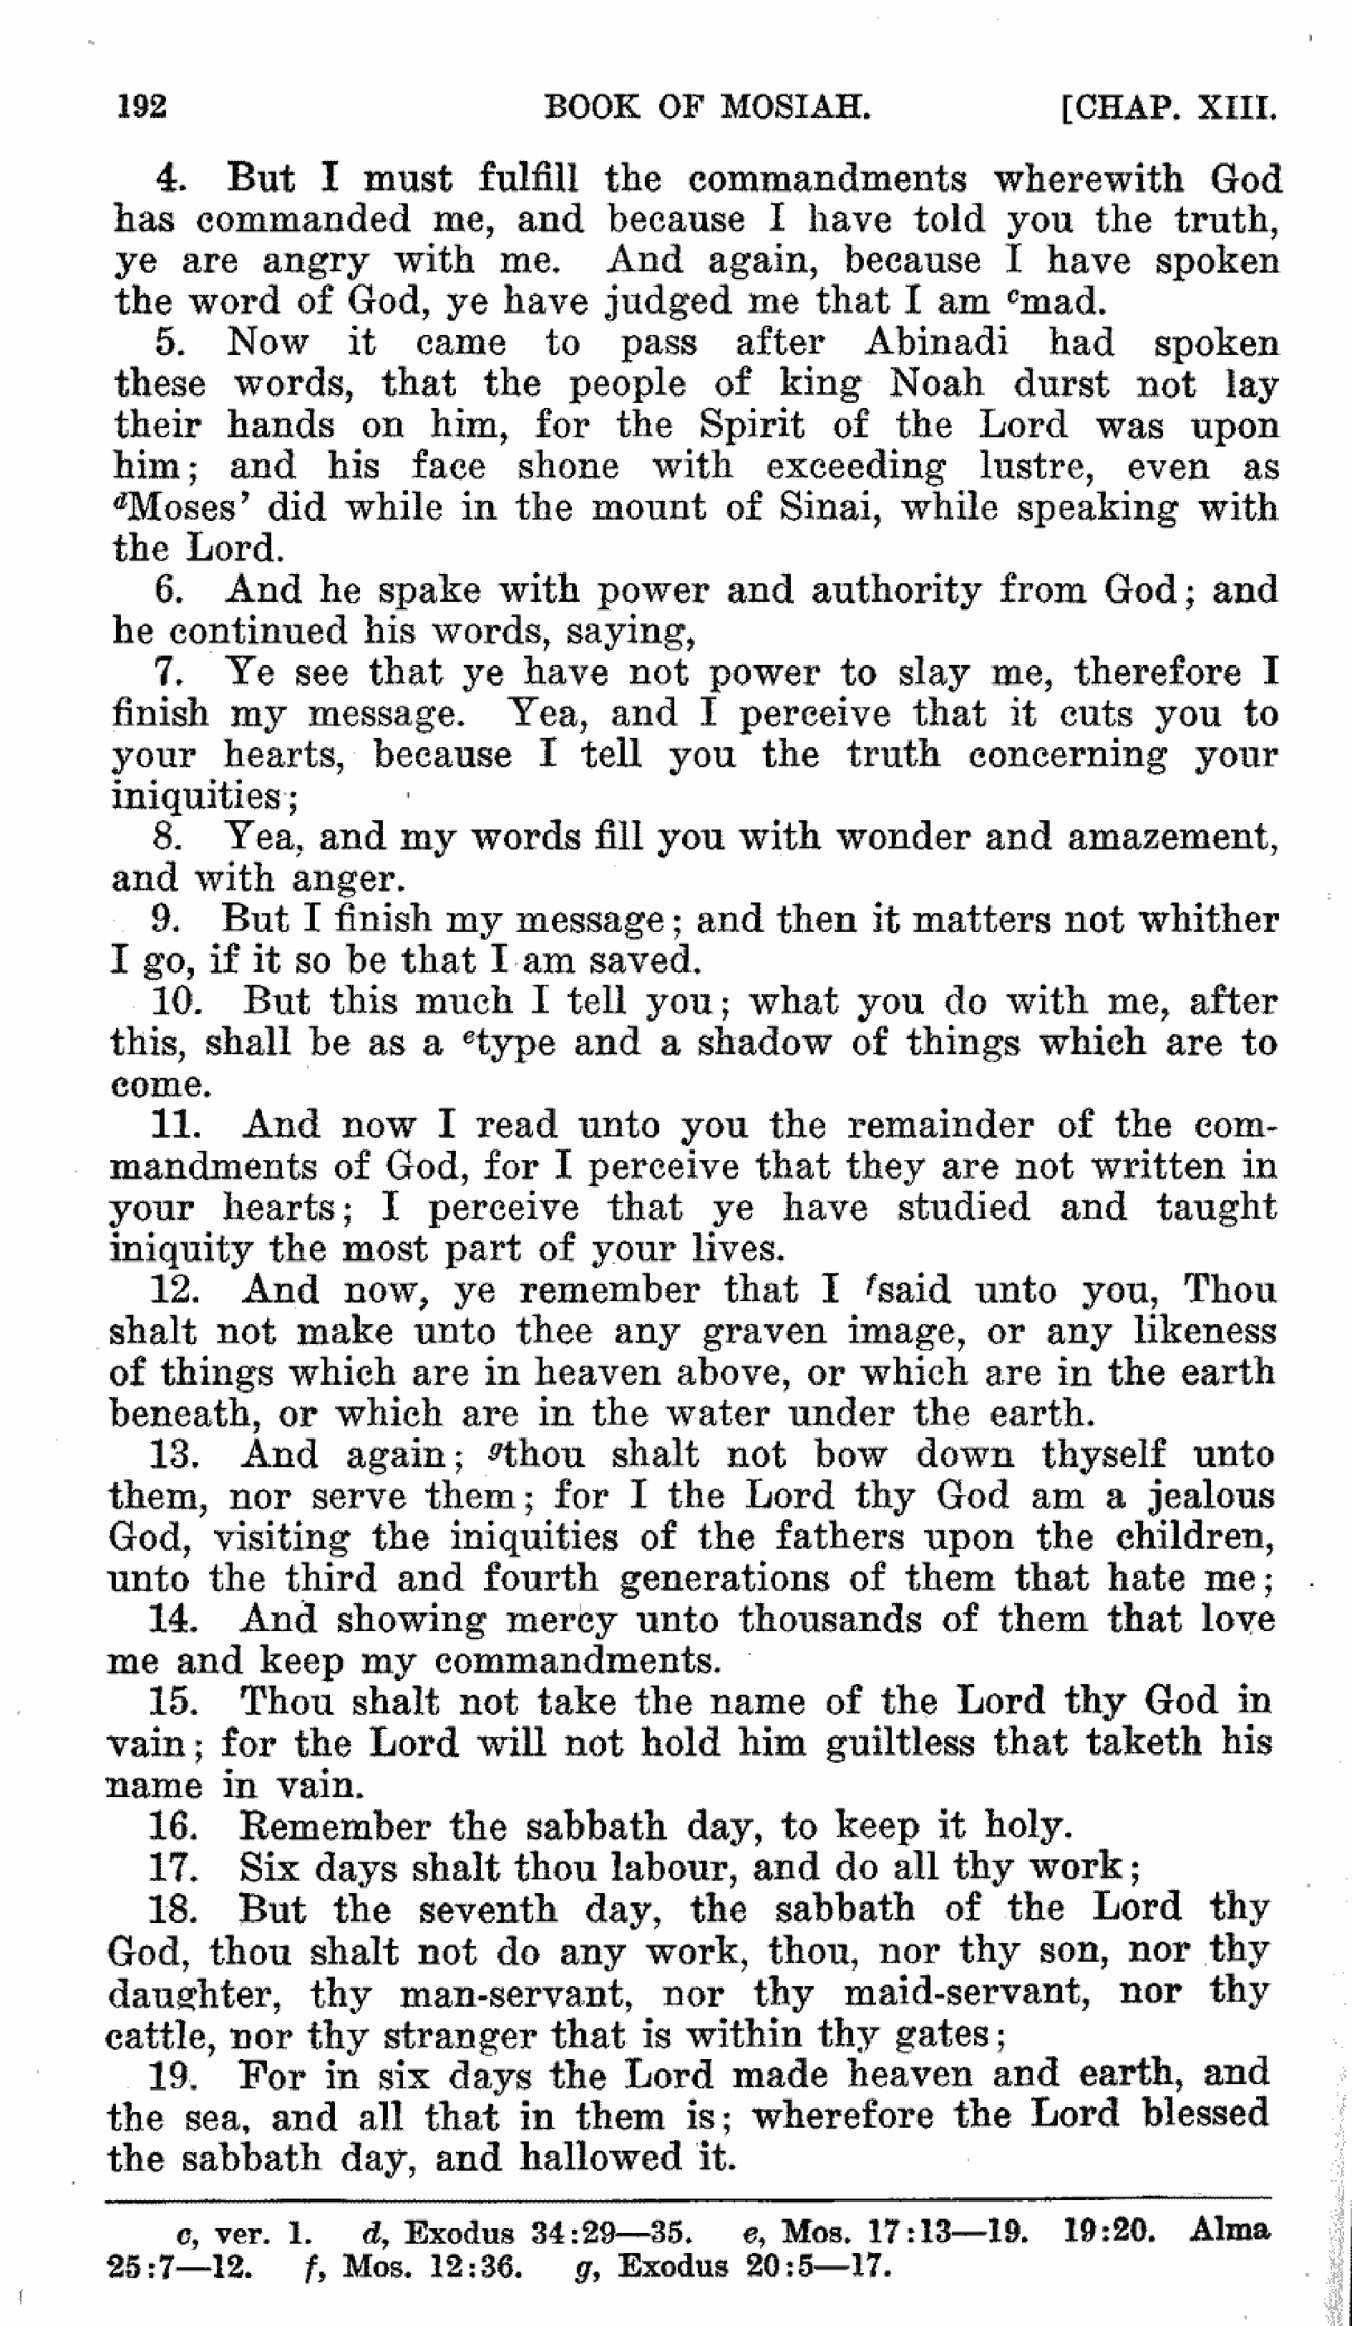 192 BOOK OF MOSIAH. [CHAP. XIII.
4. But I must fulfill the commandments wherewith God
has commanded me, and because I have told you the truth,
ye are angry with me. And again, because I have spoken
the word of God, ye have judged me that I am cmad.
5. Now it came to pass after Abinadi had spoken
these words, that the people of king Noah durst not lay
their hands on him, for the Spirit of the Lord was upon
him; and his face shone with exceeding lustre, even as
dMoses' did while in the mount of Sinai, while speaking with
the Lord.
6. And he spake with power and authority from God; and
he continued his words, saying,
7. Ye see that ye have not power to slay me, therefore I
finish my message. Yea, and I perceive that it cuts you to
your hearts, because I tell you the truth concerning your
iniquities;
8. Yea, and my words fill you with wonder and amazement,
and with anger.
9. But I finish my message; and then it matters not whither
I go, if it so be that I am saved.
10. But this much I tell you; what you do with me, after
this, shall be as a etype and a shadow of things which are to
come.
11. And now I read unto you the remainder of the com-
mandments of God, for I perceive that they are not written in
your hearts; I perceive that ye have studied and taught
iniquity the most part of your lives.
12. And now, ye remember that I fsaid unto you, Thou
shalt not make unto thee any graven image, or any likeness
of things which are in heaven above, or which are in the earth
beneath, or which are in the water under the earth.
13. And again; gthou shalt not bow down thyself unto
them, nor serve them; for I the Lord thy God am a jealous
God, visiting the iniquities of the fathers upon the children,
unto the third and fourth generations of them that hate me;
14. And showing mercy unto thousands of them that love
me and keep my commandments.
15. Thou shalt not take the name of the Lord thy God in
vain; for the Lord will not hold him guiltless that taketh his
name in vain.
16. Remember the sabbath day, to keep it holy.
17. Six days shalt thou labour, and do all thy work;
18. But the seventh day, the sabbath of the Lord thy
God, thou shalt not do any work, thou, nor thy son, nor thy
daughter, thy man-servant, nor thy maid-servant, nor thy
cattle, nor thy stranger that is within thy gates;
19. For in six days the Lord made heaven and earth, and
the sea, and all that in them is; wherefore the Lord blessed
the sabbath day, and hallowed it.
c, ver. 1. d, Exodus 34:29—35. e, Mos. 17:13—19. 19:20. Alma
25:7—12. f, Mos. 12:36. g, Exodus 20:5—17.